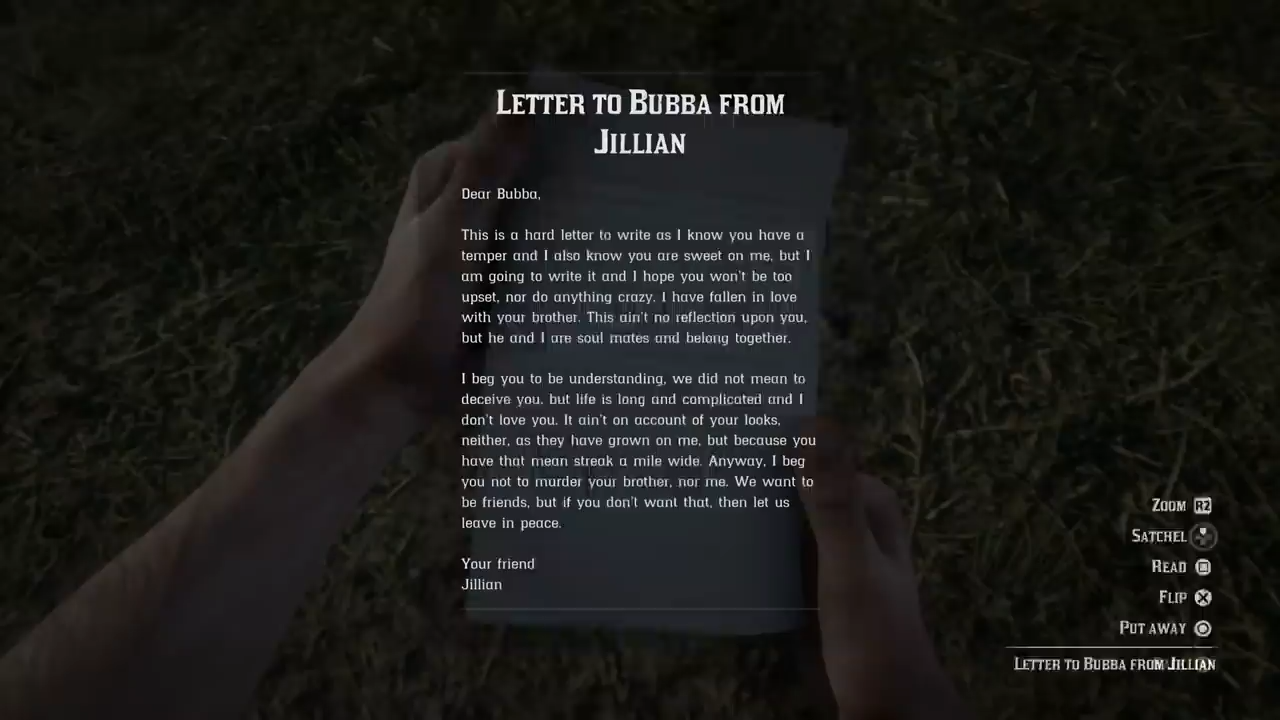 LETTER TO BUBBA FROM
JILLIAN
Dear Bubba,
This is a hard letter to write as I know you have a
temper and I also know you are sweet on me, but I
am going to write it and I hope you won't be too
upset, nor do anything crazy. I have fallen in love
with your brother. This ain't no reflection upon you,
but he and I are soul mates and belong together.
I beg you to be understanding, we did not mean to
deceive you, but life is long and complicated and I
don't love you. It ain't on account of your looks,
neither, as they have grown on me, but because you
have that mean streak a mile wide. Anyway, I beg
you not to murder your brother, nor me. We want to
be friends, but if you don't want that, then let us
leave in peace.
Your friend
Jillian
ZOOM R2
SATCHEL
READ
FLIP
PUT AWAY
LETTER TO BUBBA FROM JILLIAN